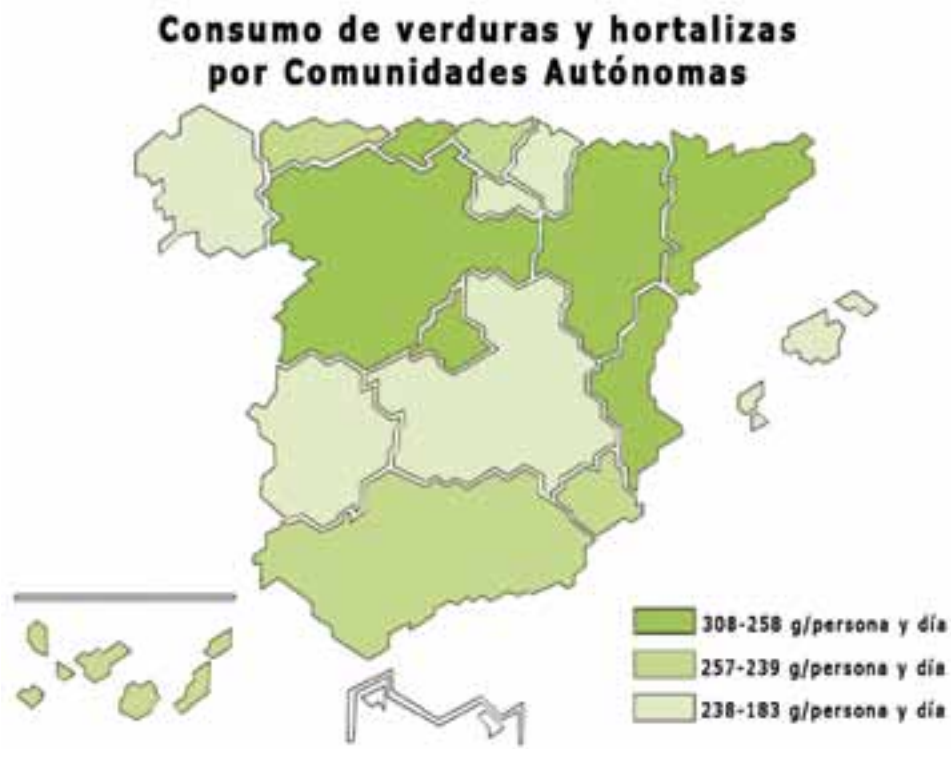 Consumo de verduras y hortalizas
por Comunidades Autónomas
308-258 g/persona y día
257-239 g/persona y día
238-183 g/persona y día